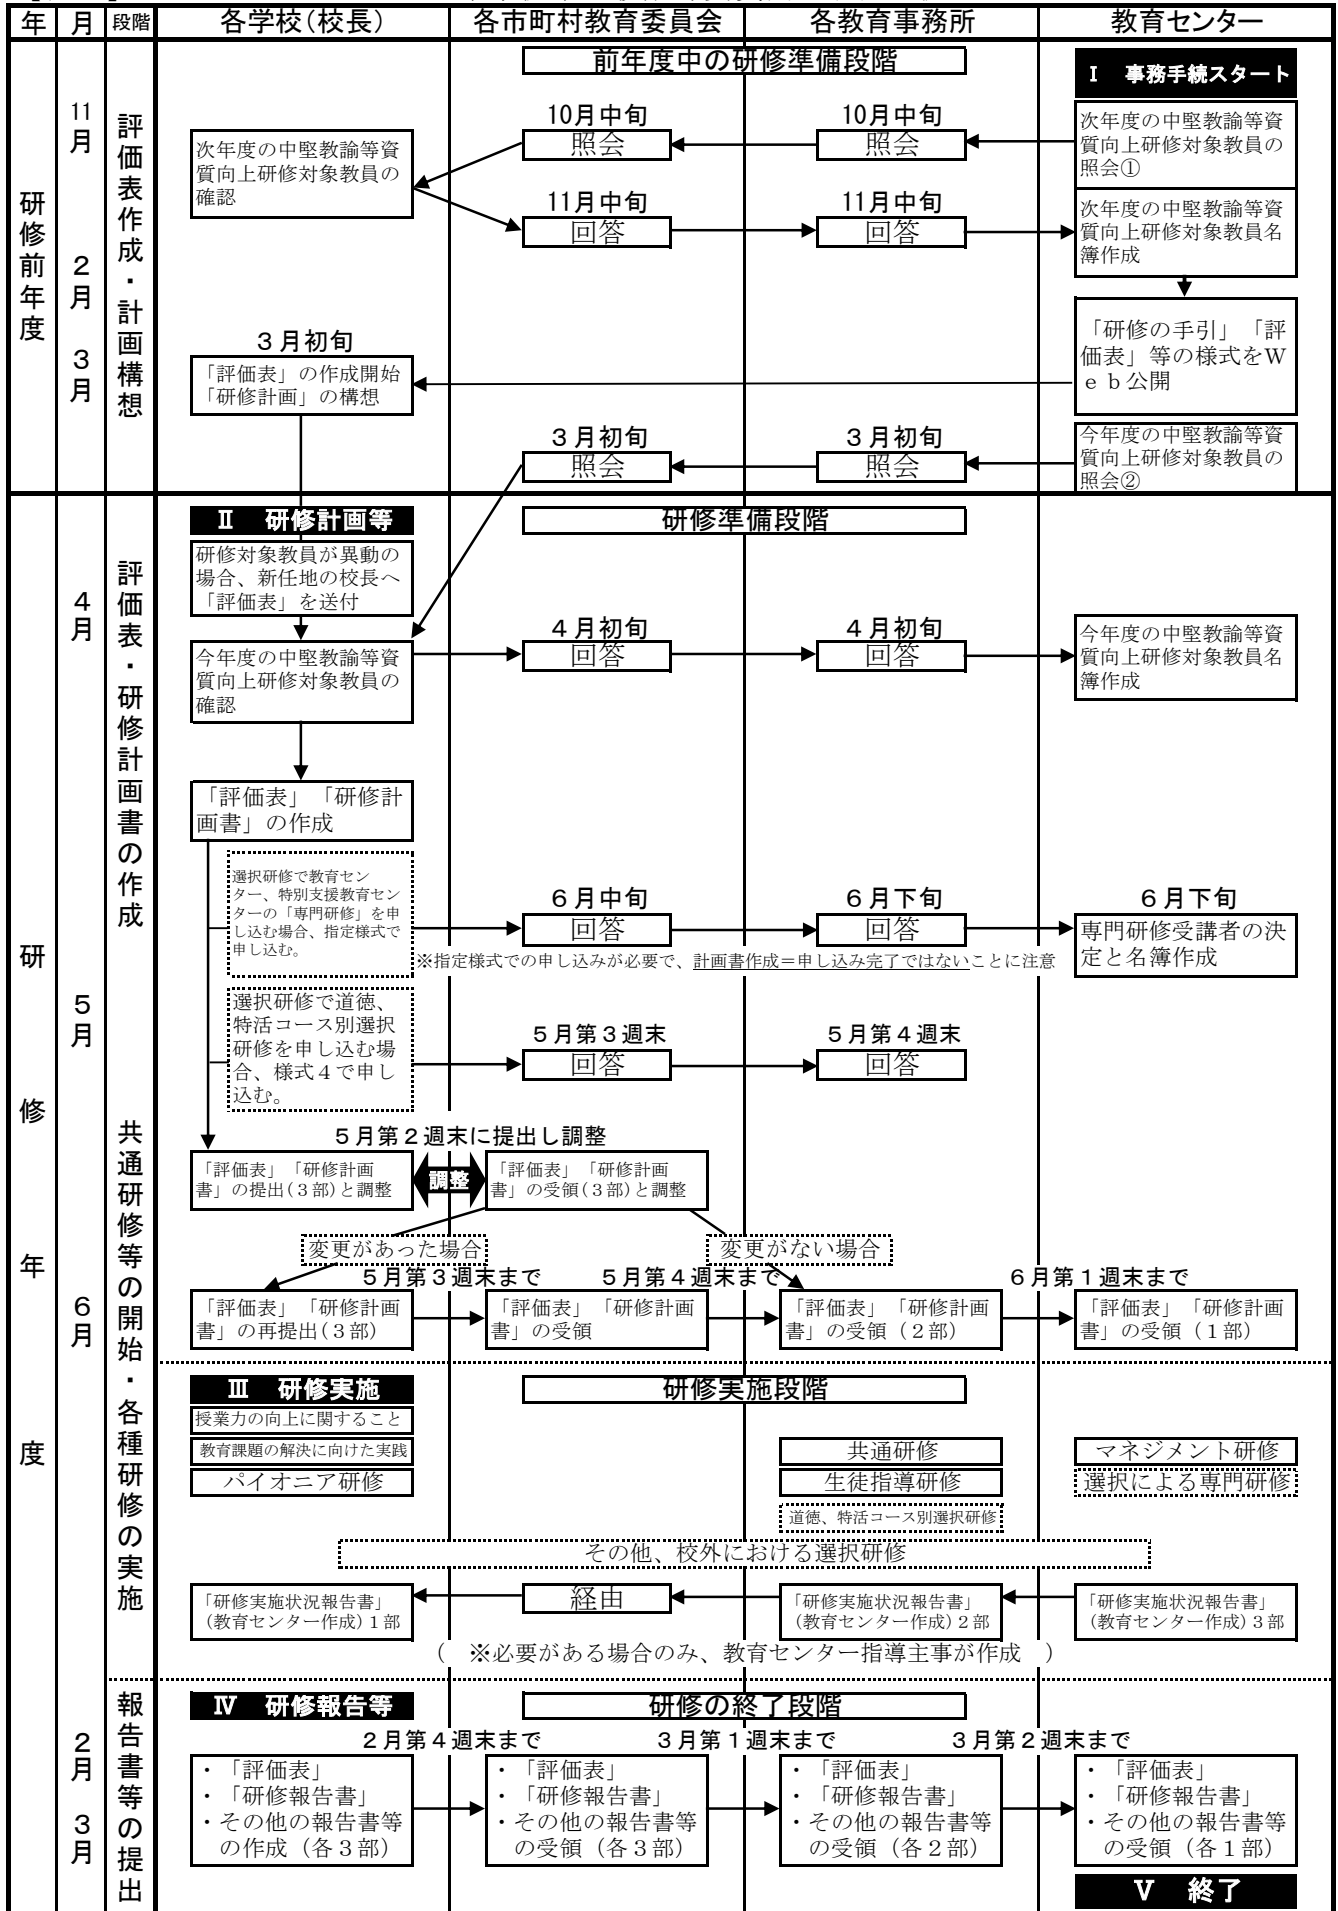 年 月 段階 各学校(校長) 各市町村教育委員会 各教育事務所 教育センター
研修前年度
11月
２月
３月
評価表作成・計画構想
前年度中の研修準備段階
Ⅰ　事務手続スタート
次年度の中堅教諭等資
質向上研修対象教員の
照会①
10月中旬
照会
10月中旬
照会
次年度の中堅教諭等資
質向上研修対象教員の
確認
11月中旬
回答
11月中旬
回答
次年度の中堅教諭等資
質向上研修対象教員名
簿作成
「研修の手引」「評
価表」等の様式をＷ
ｅｂ公開
３月初旬
「評価表」の作成開始
「研修計画」の構想
３月初旬
照会
３月初旬
照会
今年度の中堅教諭等資
質向上研修対象教員の
照会②
研修年度
４月
５月
６月
評価表・研修計画書の作成
Ⅱ　研修計画等
研修準備段階
研修対象教員が異動の
場合、新任地の校長へ
「評価表」を送付
今年度の中堅教諭等資
質向上研修対象教員の
確認
４月初旬
回答
４月初旬
回答
今年度の中堅教諭等資
質向上研修対象教員名
簿作成
「評価表」「研修計
画書」の作成
選択研修で教育セン
ター、特別支援教育セン
ターの「専門研修」を申
し込む場合、指定様式で
申し込む。
６月中旬
回答
６月下旬
回答
６月下旬
専門研修受講者の決
定と名簿作成
※指定様式での申し込みが必要で、計画書作成＝申し込み完了ではないことに注意
選択研修で道徳、
特活コース別選択
研修を申し込む場
合、様式４で申し
込む。
５月第３週末
回答
５月第４週末
回答
共通研修等の開始・各種研修の実施
５月第２週末に提出し調整
「評価表」「研修計画
書」の提出(３部)と調整
調整
「評価表」「研修計画
書」の受領(３部)と調整
変更があった場合
変更がない場合
５月第３週末まで
５月第４週末まで
６月第１週末まで
「評価表」「研修計画
書」の再提出(３部)
「評価表」「研修計画
書」の受領
「評価表」「研修計画
書」の受領（２部）
「評価表」「研修計画
書」の受領（１部）
Ⅲ　研修実施
研修実施段階
授業力の向上に関すること
教育課題の解決に向けた実践
パイオニア研修
共通研修
生徒指導研修
道徳、特活コース別選択研修
マネジメント研修
選択による専門研修
その他、校外における選択研修
「研修実施状況報告書」
(教育センター作成)１部
経由
「研修実施状況報告書」
(教育センター作成)２部
「研修実施状況報告書」
(教育センター作成)３部
（　※必要がある場合のみ、教育センター指導主事が作成　）
２月
３月
報告書等の提出
Ⅳ　研修報告等
研修の終了段階
２月第４週末まで
３月第１週末まで
３月第２週末まで
・「評価表」
・「研修報告書」
・その他の報告書等
の作成（各３部）
・「評価表」
・「研修報告書」
・その他の報告書等
の受領（各３部）
・「評価表」
・「研修報告書」
・その他の報告書等
の受領（各２部）
・「評価表」
・「研修報告書」
・その他の報告書等
の受領（各１部）
Ⅴ　終了